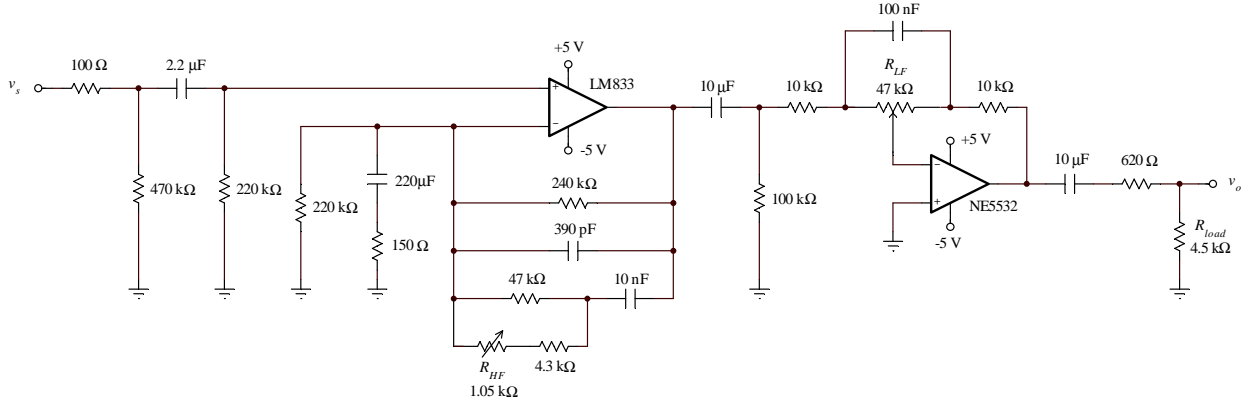 100 nF
+5 V
2.2 µF
100 Ω
LM833
R_LF
v_s
10 µF
10 kΩ
47 kΩ
10 kΩ
+
−
+5 V
-5 V
10 µF
620 Ω
−
470 kΩ
220 kΩ
220 kΩ
220µF
240 kΩ
100 kΩ
+
NE5532
v_o
-5 V
R_load
4.5 kΩ
390 pF
150 Ω
47 kΩ
10 nF
R_HF
4.3 kΩ
1.05 kΩ